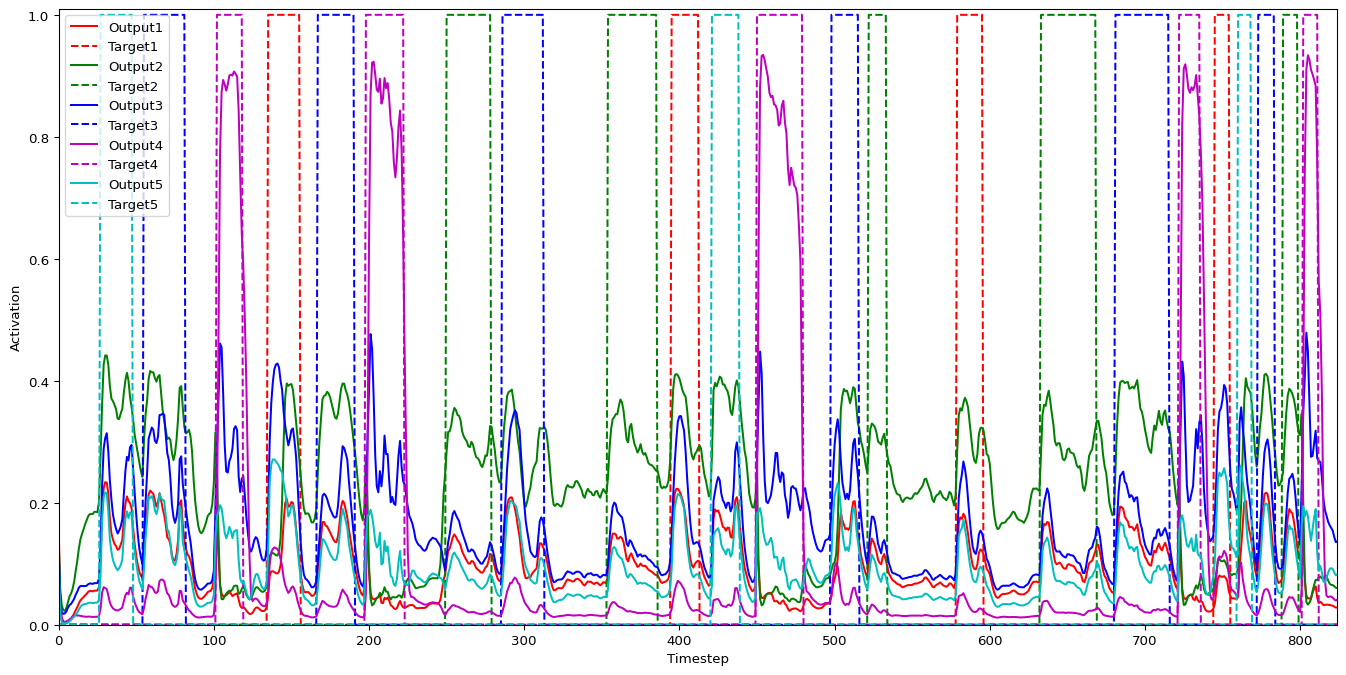 1.0
0.8
0.6
0.4
0.2
0.0
Activation
Output1
Target1
Output2
Target2
Output3
Target3
Output4
Target4
Output5
Target5
0
100
200
300
400
500
600
700
800
Timestep